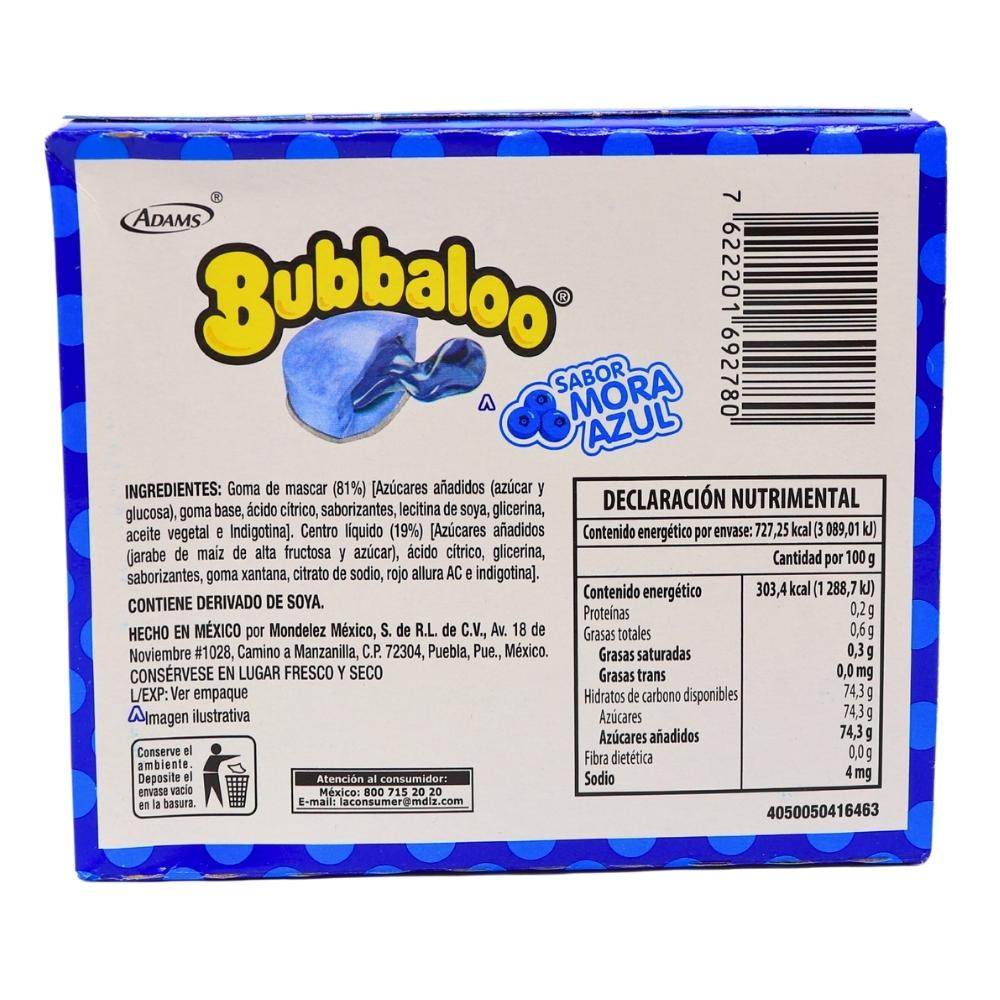 ADAMS®
Bubbaloo®
SABOR
MORA
AZUL
7 622201 692780
INGREDIENTES: Goma de mascar (81%) [Azúcares añadidos (azúcar y
glucosa), goma base, ácido cítrico, saborizantes, lecitina de soya, glicerina,
aceite vegetal e Indigotina]. Centro líquido (19%) [Azúcares añadidos
(jarabe de maíz de alta fructosa y azúcar), ácido cítrico, glicerina,
saborizantes, goma xantana, citrato de sodio, rojo allura AC e indigotina].
CONTIENE DERIVADO DE SOYA.
HECHO EN MÉXICO por Mondelez México, S. de R.L. de C.V., Av. 18 de
Noviembre #1028, Camino a Manzanilla, C.P. 72304, Puebla, Pue., México.
CONSÉRVESE EN LUGAR FRESCO Y SECO
L/EXP: Ver empaque
Imagen ilustrativa
Conserve el
ambiente.
Deposite el
envase vacío
en la basura.
Atención al consumidor:
México: 800 715 20 20
E-mail: laconsumer@mdlz.com
DECLARACIÓN NUTRIMENTAL
Contenido energético por envase: 727,25 kcal (3 089,01 kJ)
Cantidad por 100 g
Contenido energético 303,4 kcal (1 288,7 kJ)
Proteínas 0,2 g
Grasas totales 0,6 g
Grasas saturadas 0,3 g
Grasas trans 0,0 mg
Hidratos de carbono disponibles 74,3 g
Azúcares 74,3 g
Azúcares añadidos 74,3 g
Fibra dietética 0,0 g
Sodio 4 mg
4050050416463